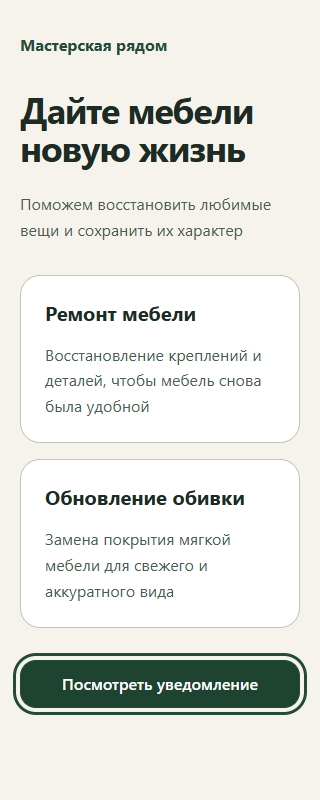 Мастерская рядом
Дайте мебели
новую жизнь
Поможем восстановить любимые
вещи и сохранить их характер
Ремонт мебели
Восстановление креплений и
деталей, чтобы мебель снова
была удобной
Обновление обивки
Замена покрытия мягкой
мебели для свежего и
аккуратного вида
Посмотреть уведомление